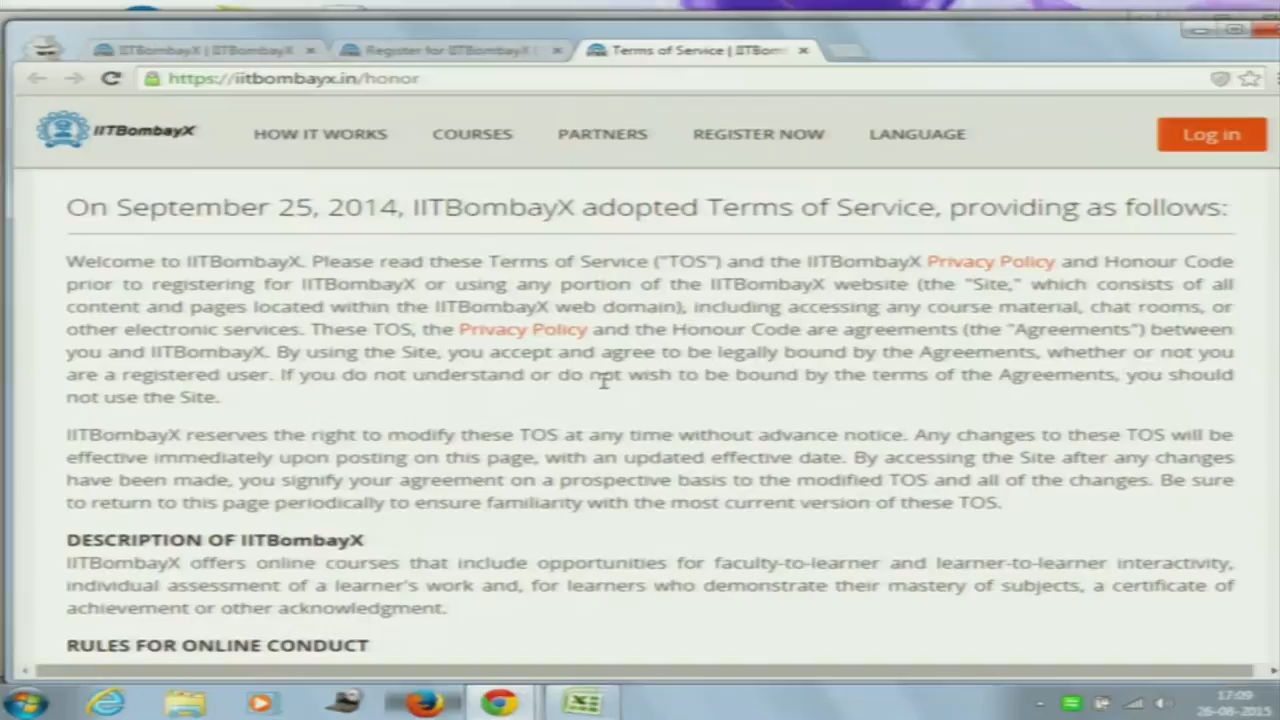 IITBombayX | IITBombayX
Register for IITBombayX (
Terms of Service | IITBom
https://iitbombayx.in/honor
IITBombayX
HOW IT WORKS
COURSES
PARTNERS
REGISTER NOW
LANGUAGE
Log in
On September 25, 2014, IITBombayX adopted Terms of Service, providing as follows:
Welcome to IITBombayX. Please read these Terms of Service ("TOS") and the IITBombayX Privacy Policy and Honour Code
prior to registering for IITBombayX or using any portion of the IITBombayX website (the "Site," which consists of all
content and pages located within the IITBombayX web domain), including accessing any course material, chat rooms, or
other electronic services. These TOS, the Privacy Policy and the Honour Code are agreements (the "Agreements") between
you and IITBombayX. By using the Site, you accept and agree to be legally bound by the Agreements, whether or not you
are a registered user. If you do not understand or do not wish to be bound by the terms of the Agreements, you should
not use the Site.
IITBombayX reserves the right to modify these TOS at any time without advance notice. Any changes to these TOS will be
effective immediately upon posting on this page, with an updated effective date. By accessing the Site after any changes
have been made, you signify your agreement on a prospective basis to the modified TOS and all of the changes. Be sure
to return to this page periodically to ensure familiarity with the most current version of these TOS.
DESCRIPTION OF IITBombayX
IITBombayX offers online courses that include opportunities for faculty-to-learner and learner-to-learner interactivity,
individual assessment of a learner's work and, for learners who demonstrate their mastery of subjects, a certificate of
achievement or other acknowledgment.
RULES FOR ONLINE CONDUCT
17:09
26-08-2015